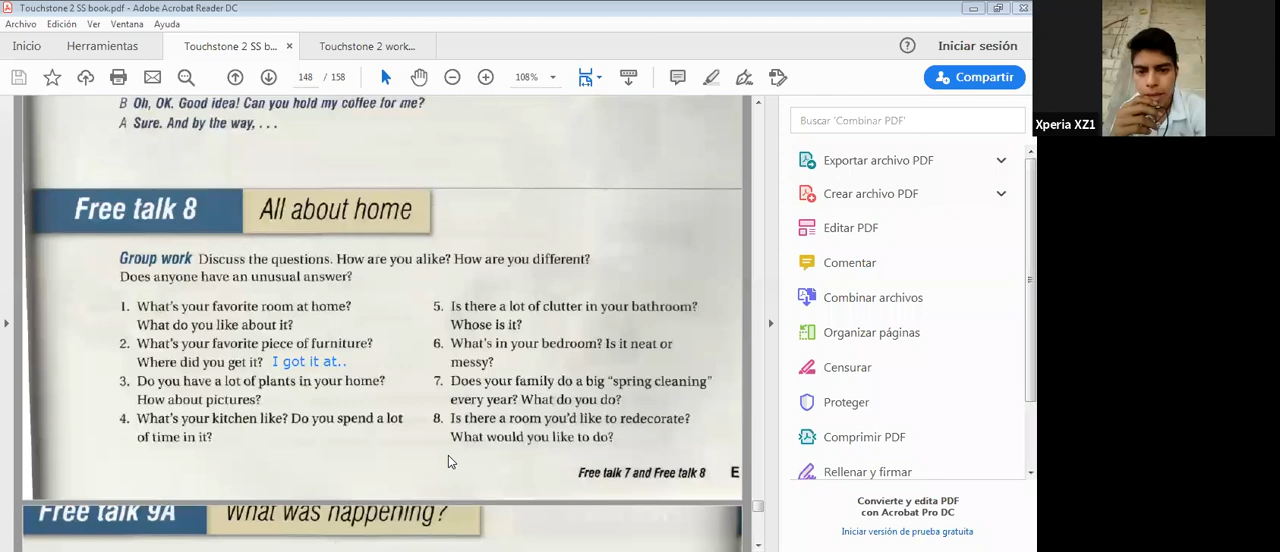 Touchstone 2 SS book.pdf - Adobe Acrobat Reader DC
Archivo Edición Ver Ventana Ayuda
Inicio Herramientas Touchstone 2 SS b... × Touchstone 2 work... Iniciar sesión
148 / 158 108% Compartir
B Oh, OK. Good idea! Can you hold my coffee for me?
A Sure. And by the way, . . .
Free talk 8 All about home
Group work Discuss the questions. How are you alike? How are you different?
Does anyone have an unusual answer?
1. What's your favorite room at home?
What do you like about it?
2. What's your favorite piece of furniture?
Where did you get it? I got it at..
3. Do you have a lot of plants in your home?
How about pictures?
4. What's your kitchen like? Do you spend a lot
of time in it?
5. Is there a lot of clutter in your bathroom?
Whose is it?
6. What's in your bedroom? Is it neat or
messy?
7. Does your family do a big "spring cleaning"
every year? What do you do?
8. Is there a room you'd like to redecorate?
What would you like to do?
Free talk 7 and Free talk 8 E
Free talk 9A What was happening?
Buscar 'Combinar PDF'
Exportar archivo PDF
Crear archivo PDF
Editar PDF
Comentar
Combinar archivos
Organizar páginas
Censurar
Proteger
Comprimir PDF
Rellenar y firmar
Convierte y edita PDF
con Acrobat Pro DC
Iniciar versión de prueba gratuita
Xperia XZ1